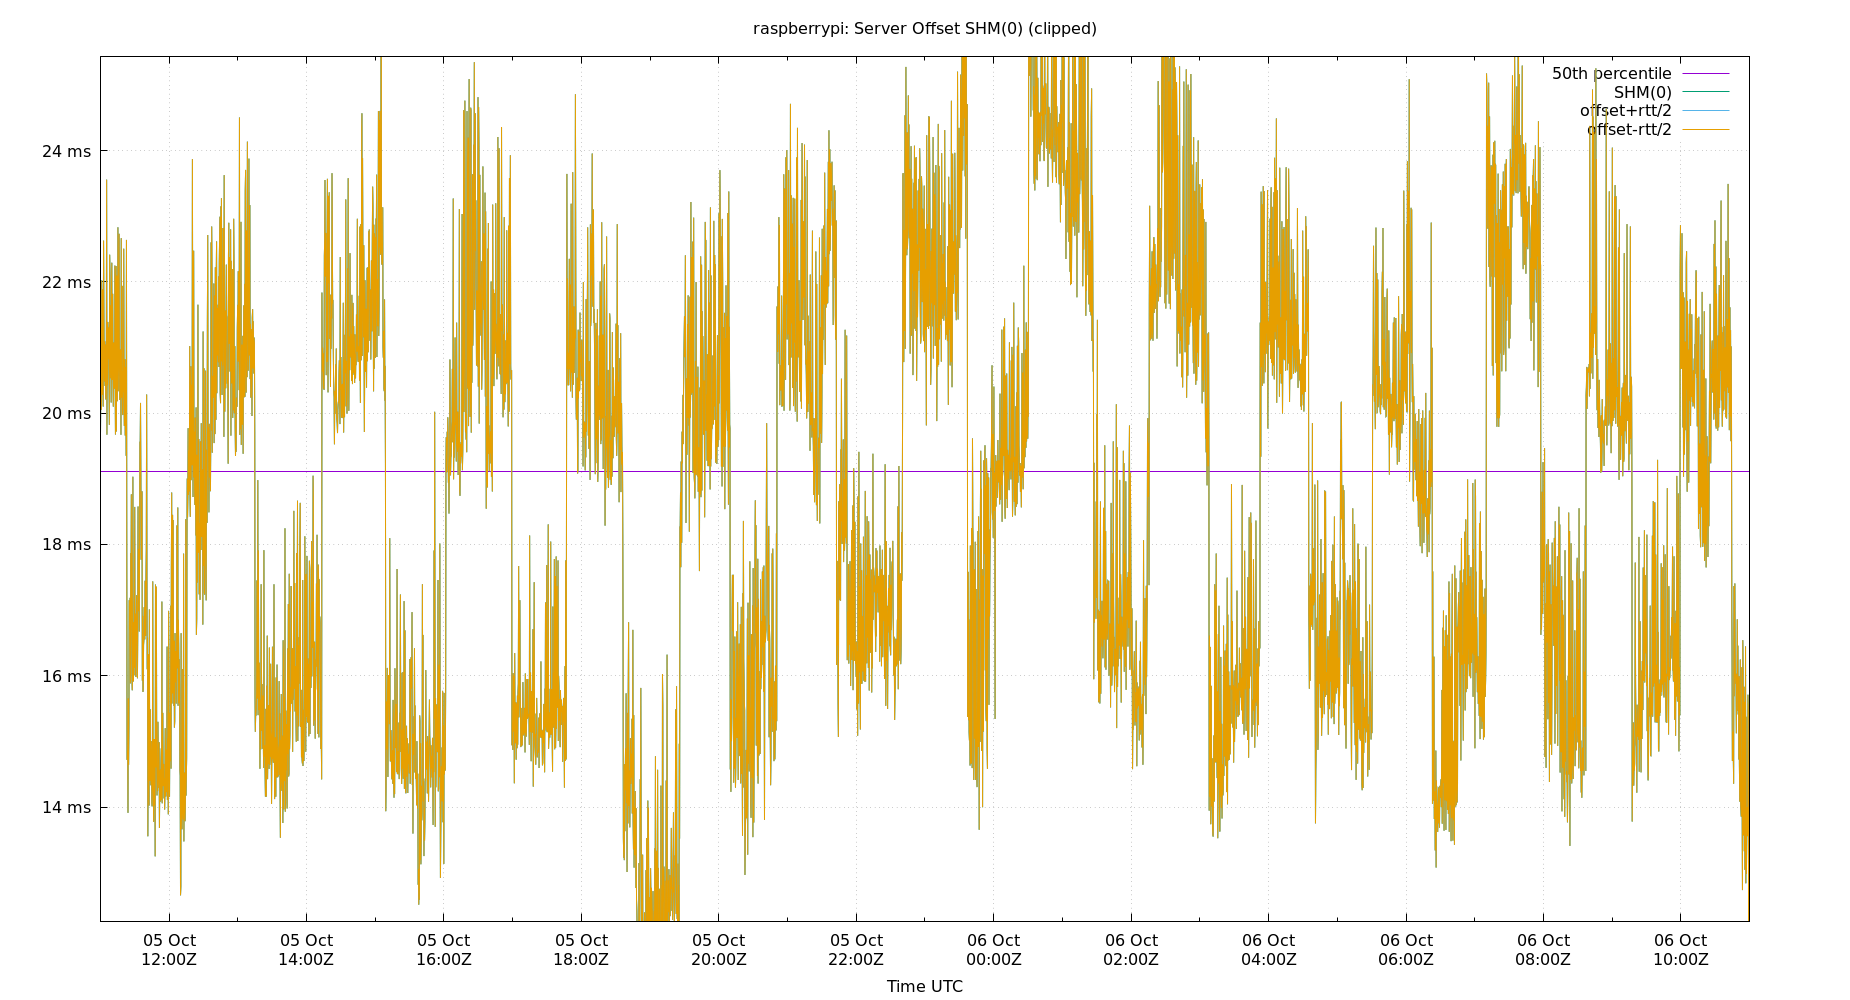 raspberrypi: Server Offset SHM(0) (clipped)
50th percentile
SHM(0)
offset+rtt/2
offset-rtt/2
24 ms
22 ms
20 ms
18 ms
16 ms
14 ms
05 Oct 05 Oct 05 Oct 05 Oct 05 Oct 05 Oct 06 Oct 06 Oct 06 Oct 06 Oct 06 Oct 06 Oct
12:00Z 14:00Z 16:00Z 18:00Z 20:00Z 22:00Z 00:00Z 02:00Z 04:00Z 06:00Z 08:00Z 10:00Z
Time UTC